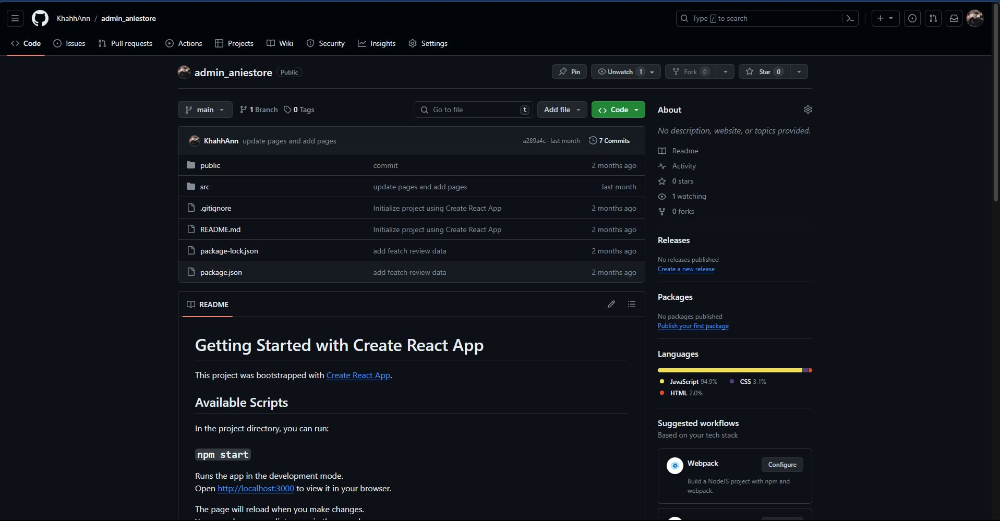 KhahhAnn / admin_aniestore
Type / to search
Code Issues Pull requests Actions Projects Wiki Security Insights Settings
admin_aniestore Public
Pin Unwatch 1 Fork 0 Star 0
main 1 Branch 0 Tags
Go to file t Add file Code
KhahhAnn update pages and add pages a289a4c · last month 7 Commits
public commit 2 months ago
src update pages and add pages last month
.gitignore Initialize project using Create React App 2 months ago
README.md Initialize project using Create React App 2 months ago
package-lock.json add featch review data 2 months ago
package.json add featch review data 2 months ago
README
Getting Started with Create React App
This project was bootstrapped with Create React App.
Available Scripts
In the project directory, you can run:
npm start
Runs the app in the development mode.
Open http://localhost:3000 to view it in your browser.
The page will reload when you make changes.
About
No description, website, or topics provided.
Readme
Activity
0 stars
1 watching
0 forks
Releases
No releases published
Create a new release
Packages
No packages published
Publish your first package
Languages
JavaScript 94.9% CSS 3.1%
HTML 2.0%
Suggested workflows
Based on your tech stack
Webpack Configure
Build a NodeJS project with npm and
webpack.